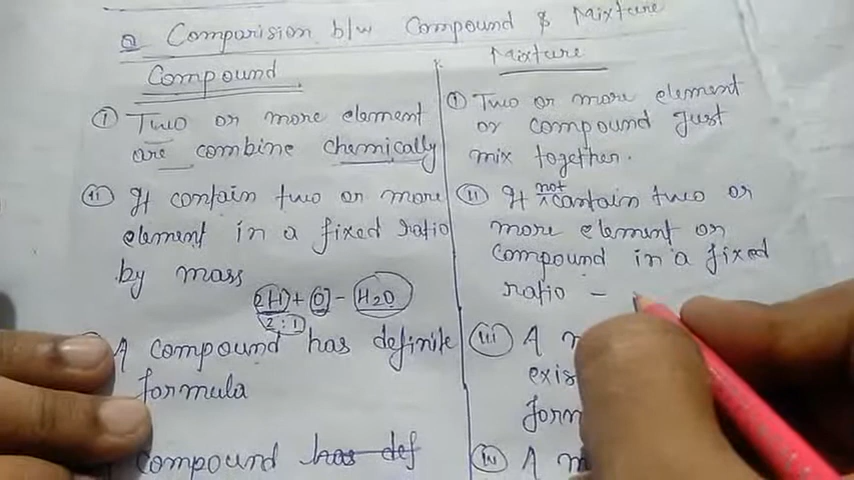 Q Comparision b/w Compound & Mixture
Compound
(i) Two or more element
are combine chemically
(ii) It contain two or more
element in a fixed ratio
by mass
2H + O - H2O
2 : 1
A compound has definite
formula
compound has def
Mixture
(i) Two or more element
or compound Just
mix together.
(ii) It not contain two or
more element or
compound in a fixed
ratio -
(iii) A
(iv) A